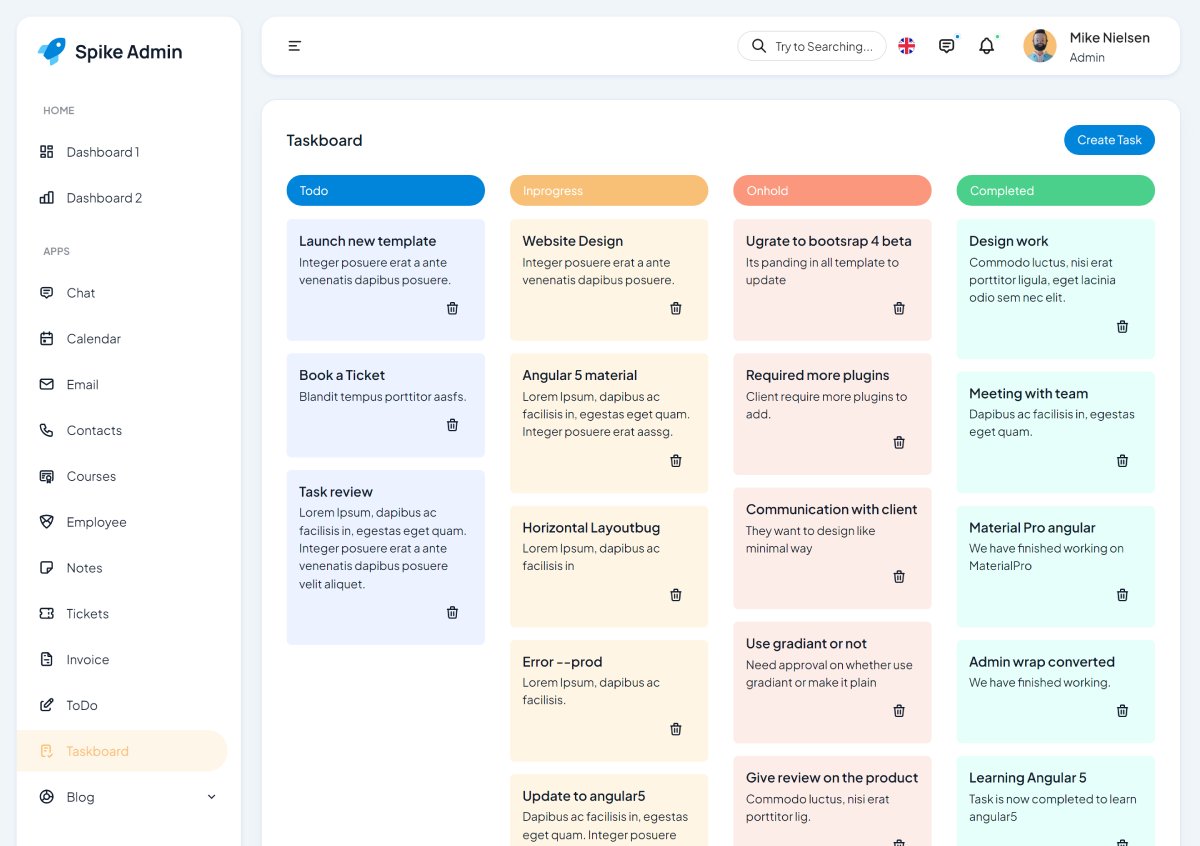 Spike Admin
HOME
Dashboard 1
Dashboard 2
APPS
Chat
Calendar
Email
Contacts
Courses
Employee
Notes
Tickets
Invoice
ToDo
Taskboard
Blog
Try to Searching...
Mike Nielsen
Admin
Taskboard
Create Task
Todo
Launch new template
Integer posuere erat a ante
venenatis dapibus posuere.
Book a Ticket
Blandit tempus porttitor aasfs.
Task review
Lorem Ipsum, dapibus ac
facilisis in, egestas eget quam.
Integer posuere erat a ante
venenatis dapibus posuere
velit aliquet.
Inprogress
Website Design
Integer posuere erat a ante
venenatis dapibus posuere.
Angular 5 material
Lorem Ipsum, dapibus ac
facilisis in, egestas eget quam.
Integer posuere erat aassg.
Horizontal Layoutbug
Lorem Ipsum, dapibus ac
facilisis in
Error --prod
Lorem Ipsum, dapibus ac
facilisis.
Update to angular5
Dapibus ac facilisis in, egestas
eget quam. Integer posuere
Onhold
Ugrate to bootsrap 4 beta
Its panding in all template to
update
Required more plugins
Client require more plugins to
add.
Communication with client
They want to design like
minimal way
Use gradiant or not
Need approval on whether use
gradiant or make it plain
Give review on the product
Commodo luctus, nisi erat
porttitor lig.
Completed
Design work
Commodo luctus, nisi erat
porttitor ligula, eget lacinia
odio sem nec elit.
Meeting with team
Dapibus ac facilisis in, egestas
eget quam.
Material Pro angular
We have finished working on
MaterialPro
Admin wrap converted
We have finished working.
Learning Angular 5
Task is now completed to learn
angular5